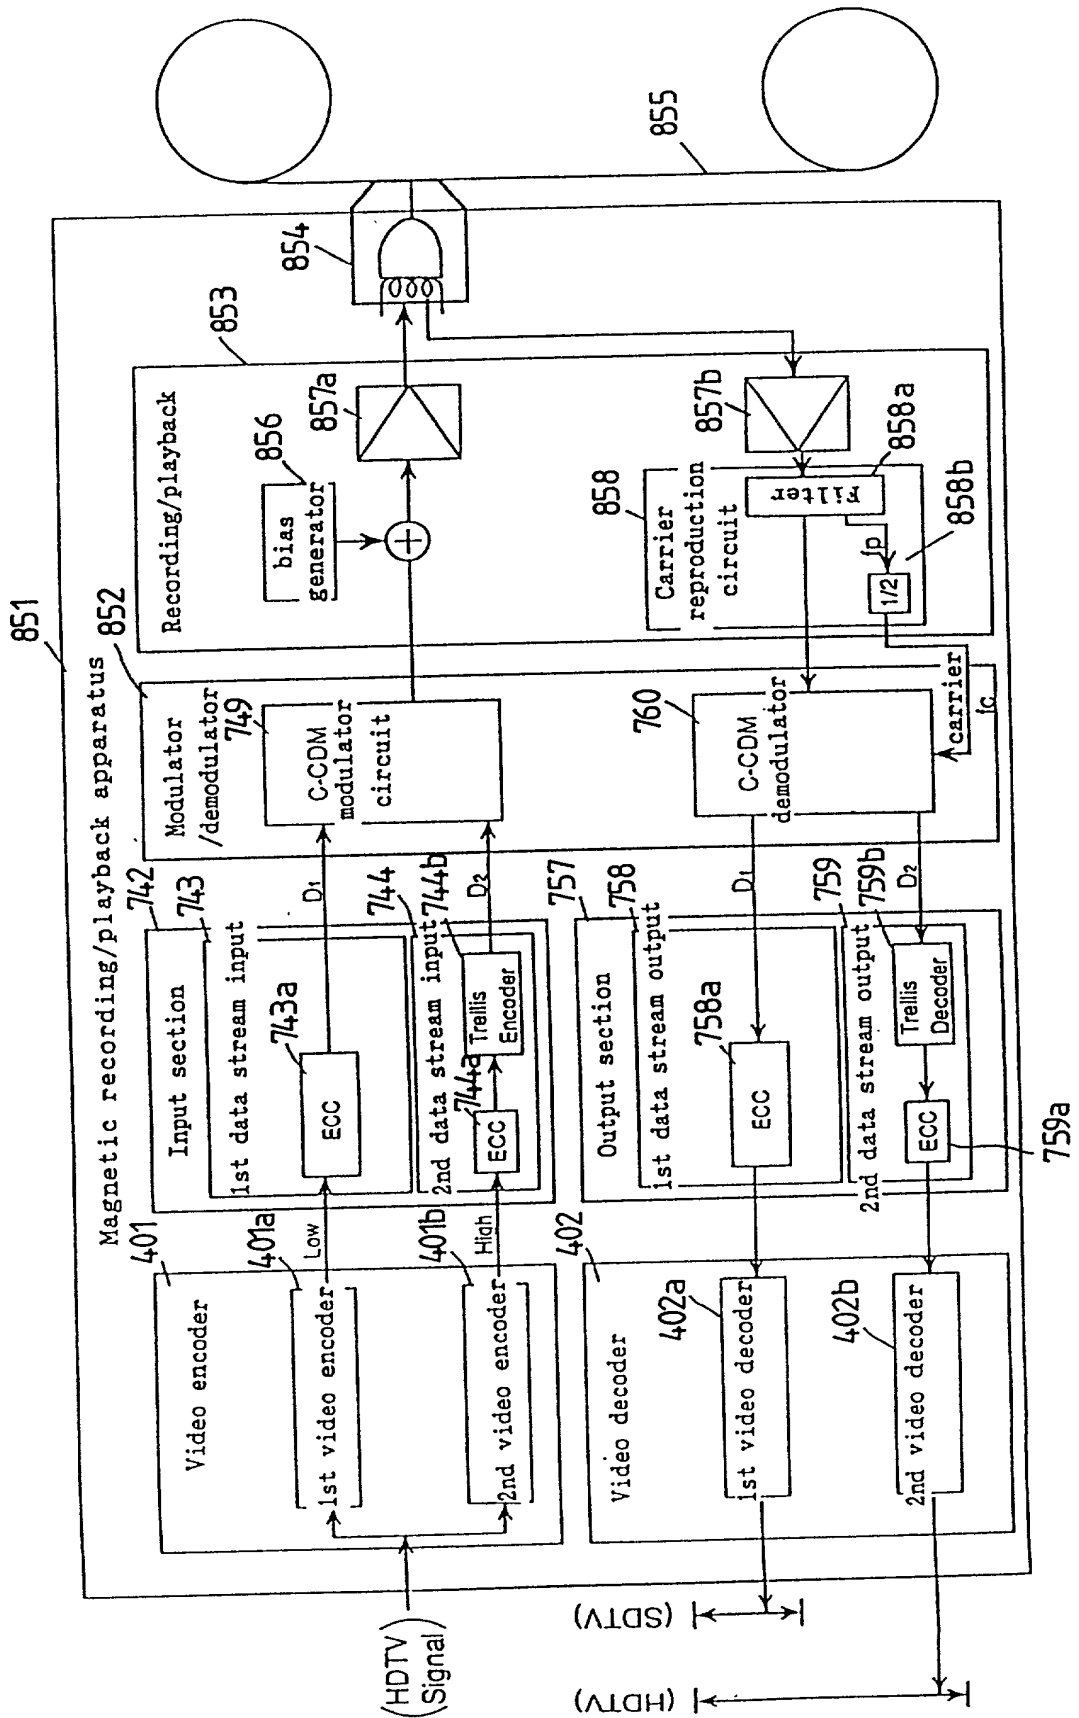 851
Magnetic recording/playback apparatus
401
Video encoder
401a
1st video encoder
Low
401b
2nd video encoder
High
(HDTV
Signal)
742
Input section
743
1st data stream input
743a
ECC
D1
744
2nd data stream input
744a
ECC
744b
Trellis
Encoder
D2
852
Modulator
/demodulator
749
C-CDM
modulator
circuit
853
Recording/playback
856
bias
generator
857a
854
855
402
Video decoder
402a
1st video decoder
402b
2nd video decoder
(SDTV)
(HDTV)
757
Output section
758
1st data stream output
758a
ECC
D1
759
2nd data stream output
759a
ECC
759b
Trellis
Decoder
D2
760
C-CDM
demodulator
carrier
fc
858
Carrier
reproduction
circuit
857b
Filter
858a
fp
1/2
858b